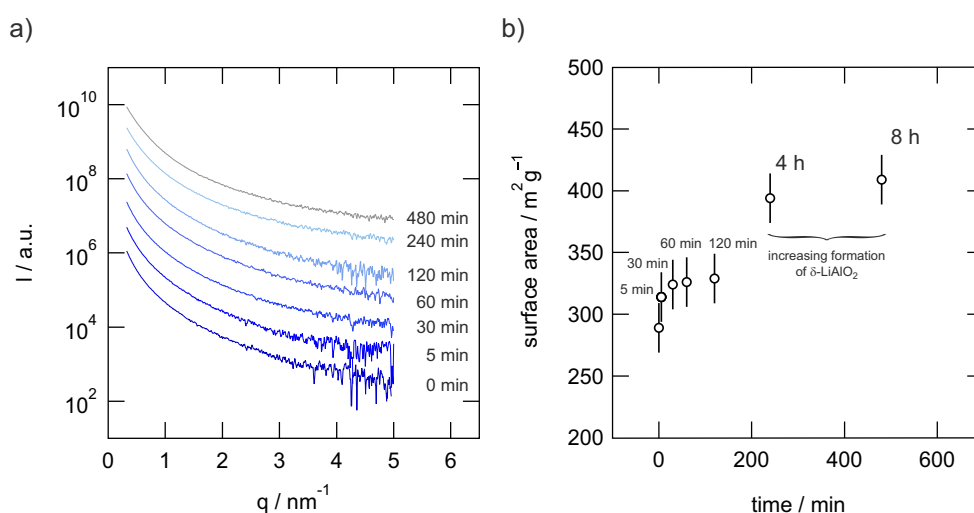 a)
10^10
10^8
10^6
10^4
10^2
I / a.u.
480 min
240 min
120 min
60 min
30 min
5 min
0 min
0 1 2 3 4 5 6
q / nm^-1
b)
500
450
400
350
300
250
200
surface area / m^2 g^-1
4 h
8 h
60 min 120 min
30 min
5 min
increasing formation
of δ-LiAlO₂
0 200 400 600
time / min